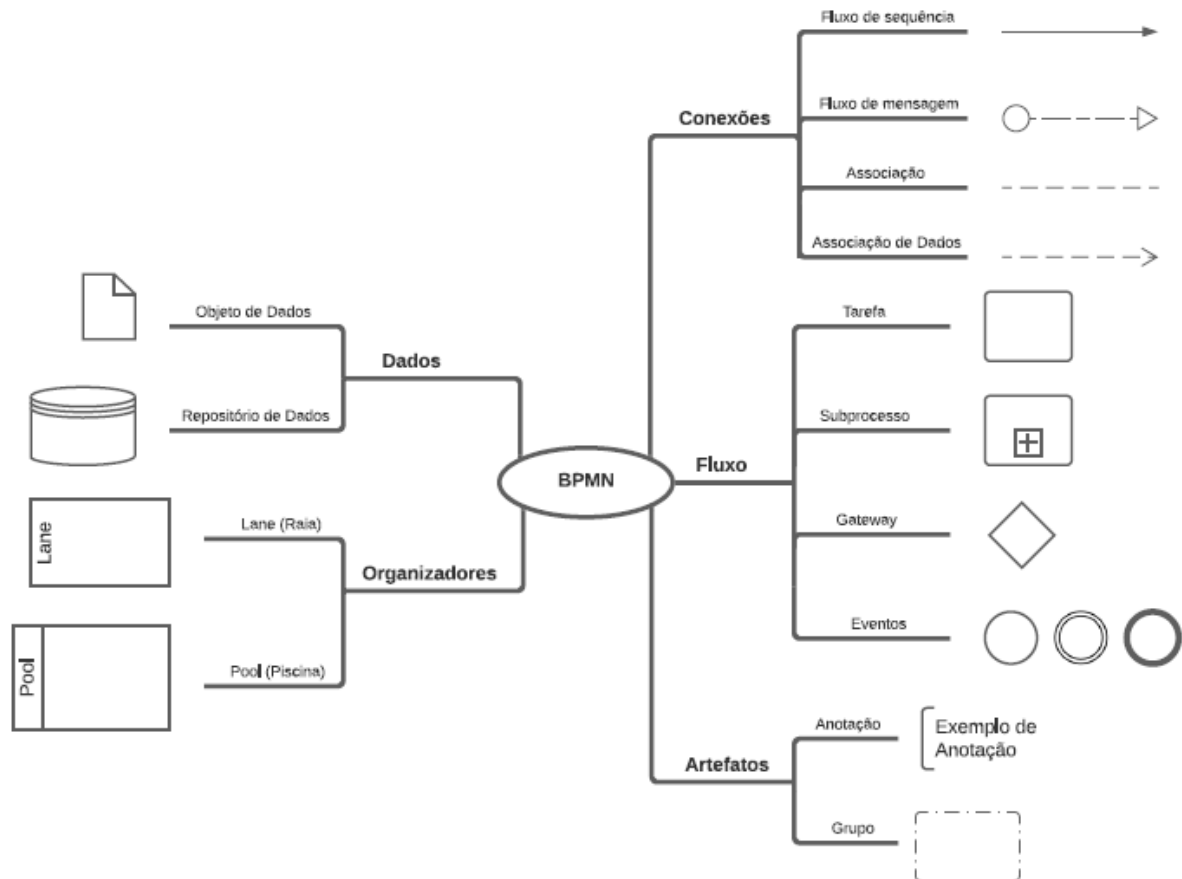 Fluxo de sequência
Fluxo de mensagem
Conexões
Associação
Associação de Dados
Objeto de Dados
Dados
Repositório de Dados
Tarefa
Subprocesso
Fluxo
BPMN
Gateway
Eventos
Lane
Lane (Raia)
Organizadores
Pool
Pool (Piscina)
Anotação
Exemplo de
Anotação
Artefatos
Grupo